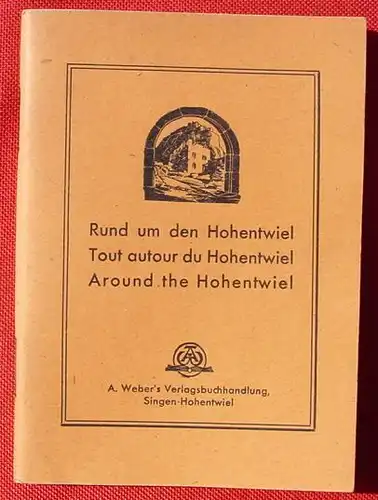 Rund um den Hohentwiel
Tout autour du Hohentwiel
Around the Hohentwiel
A. Weber's Verlagsbuchhandlung,
Singen-Hohentwiel